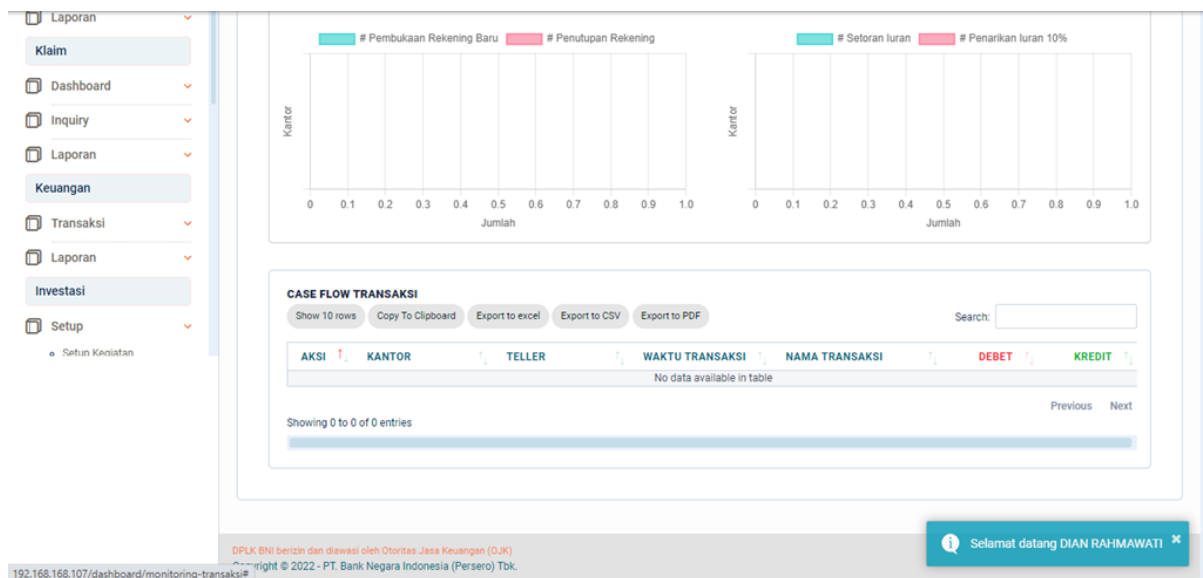 Laporan
Klaim
Dashboard
Inquiry
Laporan
Keuangan
Transaksi
Laporan
Investasi
Setup
Setup Kegiatan
# Pembukaan Rekening Baru # Penutupan Rekening
Kantor
0 0.1 0.2 0.3 0.4 0.5 0.6 0.7 0.8 0.9 1.0
Jumlah
# Setoran Iuran # Penarikan Iuran 10%
Kantor
0 0.1 0.2 0.3 0.4 0.5 0.6 0.7 0.8 0.9 1.0
Jumlah
CASE FLOW TRANSAKSI
Show 10 rows Copy To Clipboard Export to excel Export to CSV Export to PDF Search:
AKSI KANTOR TELLER WAKTU TRANSAKSI NAMA TRANSAKSI DEBET KREDIT
No data available in table
Previous Next
Showing 0 to 0 of 0 entries
Selamat datang DIAN RAHMAWATI ×
DPLK BNI berizin dan diawasi oleh Otoritas Jasa Keuangan (OJK)
Copyright © 2022 - PT. Bank Negara Indonesia (Persero) Tbk.
192.168.168.107/dashboard/monitoring-transaksi#